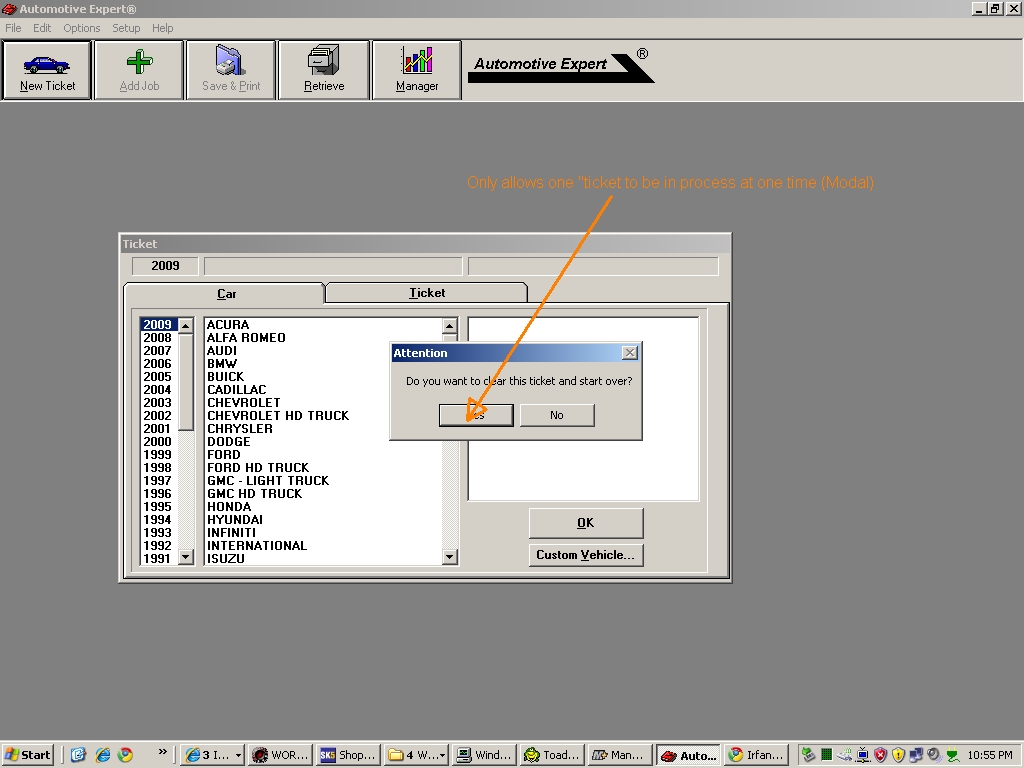 Automotive Expert®
File Edit Options Setup Help
New Ticket Add Job Save & Print Retrieve Manager
Automotive Expert ®
Only allows one "ticket to be in process at one time (Modal)
Ticket
2009
Car Ticket
2009 ACURA
2008 ALFA ROMEO
2007 AUDI
2006 BMW
2005 BUICK
2004 CADILLAC
2003 CHEVROLET
2002 CHEVROLET HD TRUCK
2001 CHRYSLER
2000 DODGE
1999 FORD
1998 FORD HD TRUCK
1997 GMC - LIGHT TRUCK
1996 GMC HD TRUCK
1995 HONDA
1994 HYUNDAI
1993 INFINITI
1992 INTERNATIONAL
1991 ISUZU
Attention
Do you want to clear this ticket and start over?
Yes No
OK
Custom Vehicle...
Start » 3 I... WOR... SKS Shop... 4 W... Wind... Toad... Man... Auto... Irfan... 10:55 PM